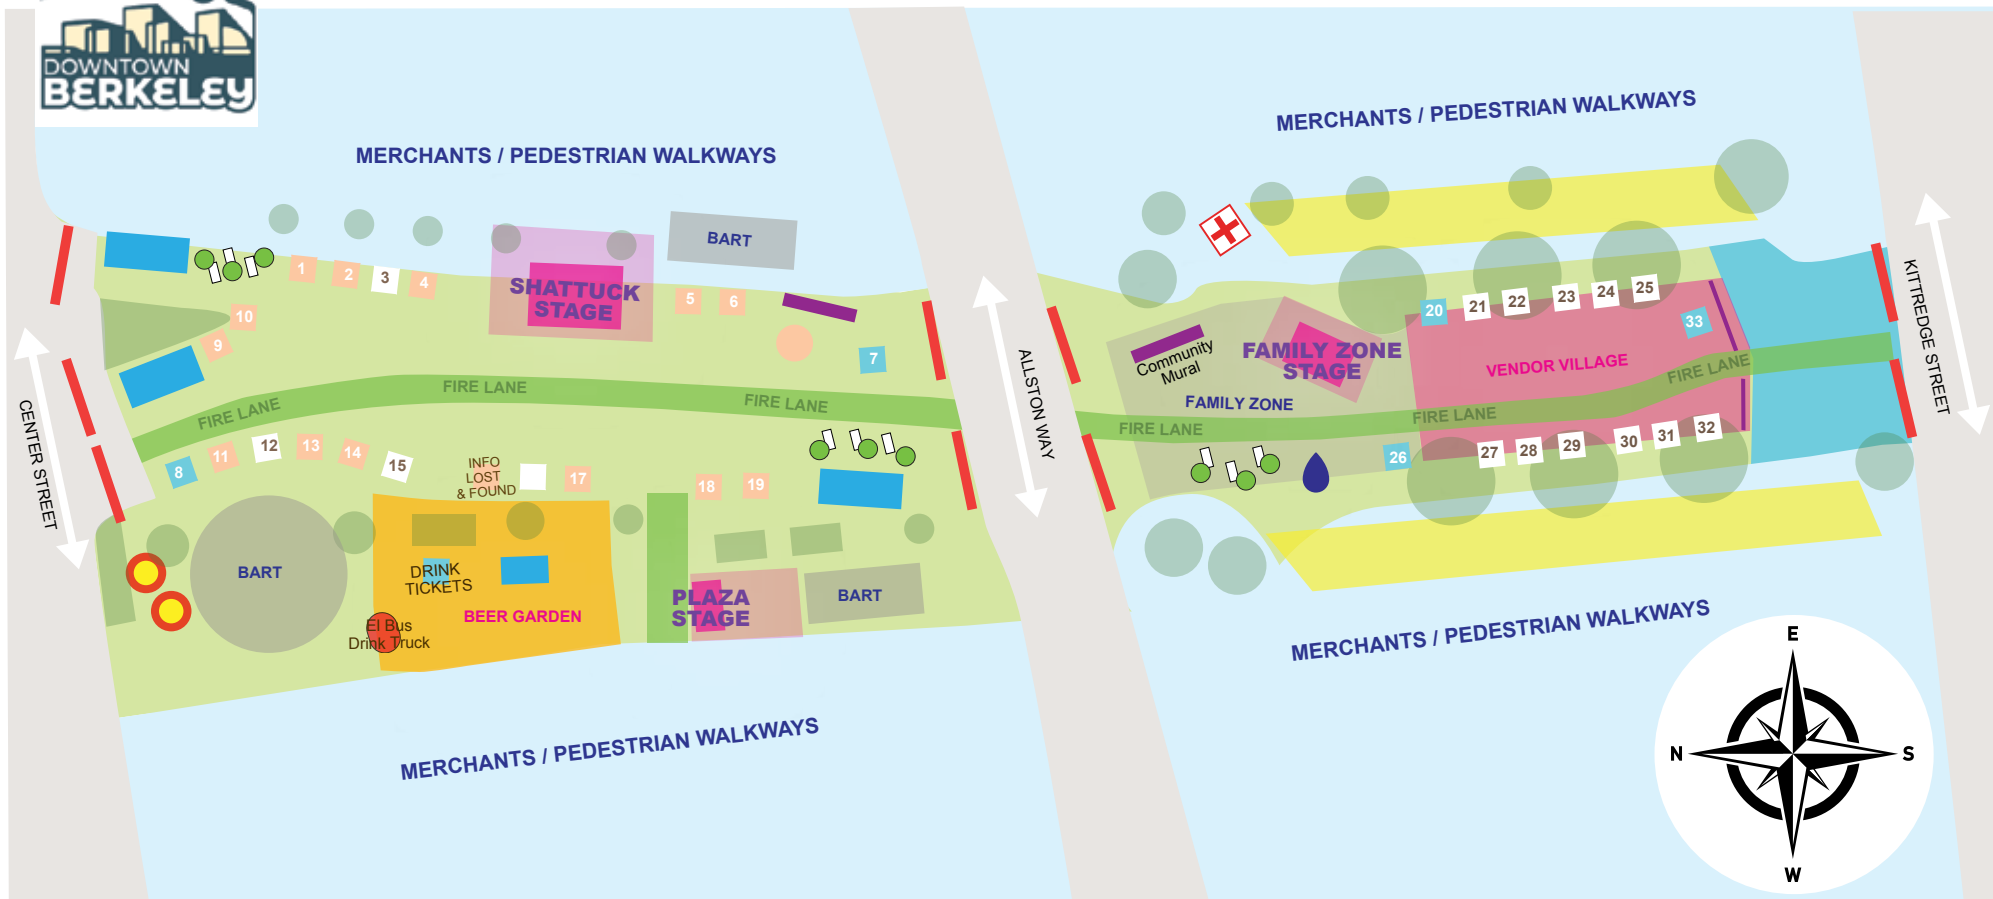 DOWNTOWN
BERKELEY
MERCHANTS / PEDESTRIAN WALKWAYS
MERCHANTS / PEDESTRIAN WALKWAYS
BART
1
2
3
4
SHATTUCK
STAGE
5
6
7
10
9
FIRE LANE
FIRE LANE
FIRE LANE
CENTER STREET
8
11
12
13
14
15
INFO
LOST
& FOUND
17
18
19
BART
DRINK
TICKETS
BEER GARDEN
El Bus
Drink Truck
PLAZA
STAGE
BART
MERCHANTS / PEDESTRIAN WALKWAYS
ALLSTON WAY
Community
Mural
FAMILY ZONE
STAGE
FAMILY ZONE
FIRE LANE
20
21
22
23
24
25
33
VENDOR VILLAGE
FIRE LANE
FIRE LANE
26
27
28
29
30
31
32
KITTREDGE STREET
MERCHANTS / PEDESTRIAN WALKWAYS
E
N
S
W